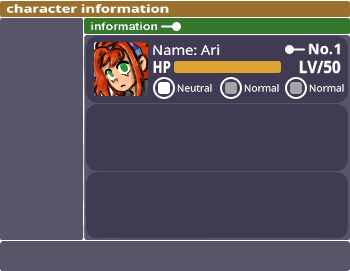 character information
information
Name: Ari
No.1
HP
LV/50
Neutral
Normal
Normal